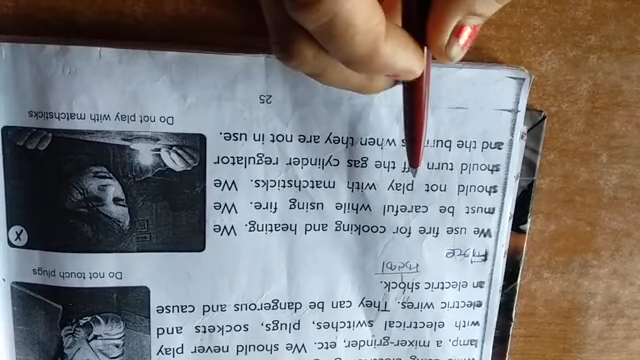 lamp, a mixer-grinder, etc. We should never play
with electrical switches, plugs, sockets and
electric wires. They can be dangerous and cause
an electric shock.
Do not touch plugs
Fire
We use fire for cooking and heating. We
must be careful while using fire. We
should not play with matchsticks. We
should turn off the gas cylinder regulator
and the burners when they are not in use.
Do not play with matchsticks
25